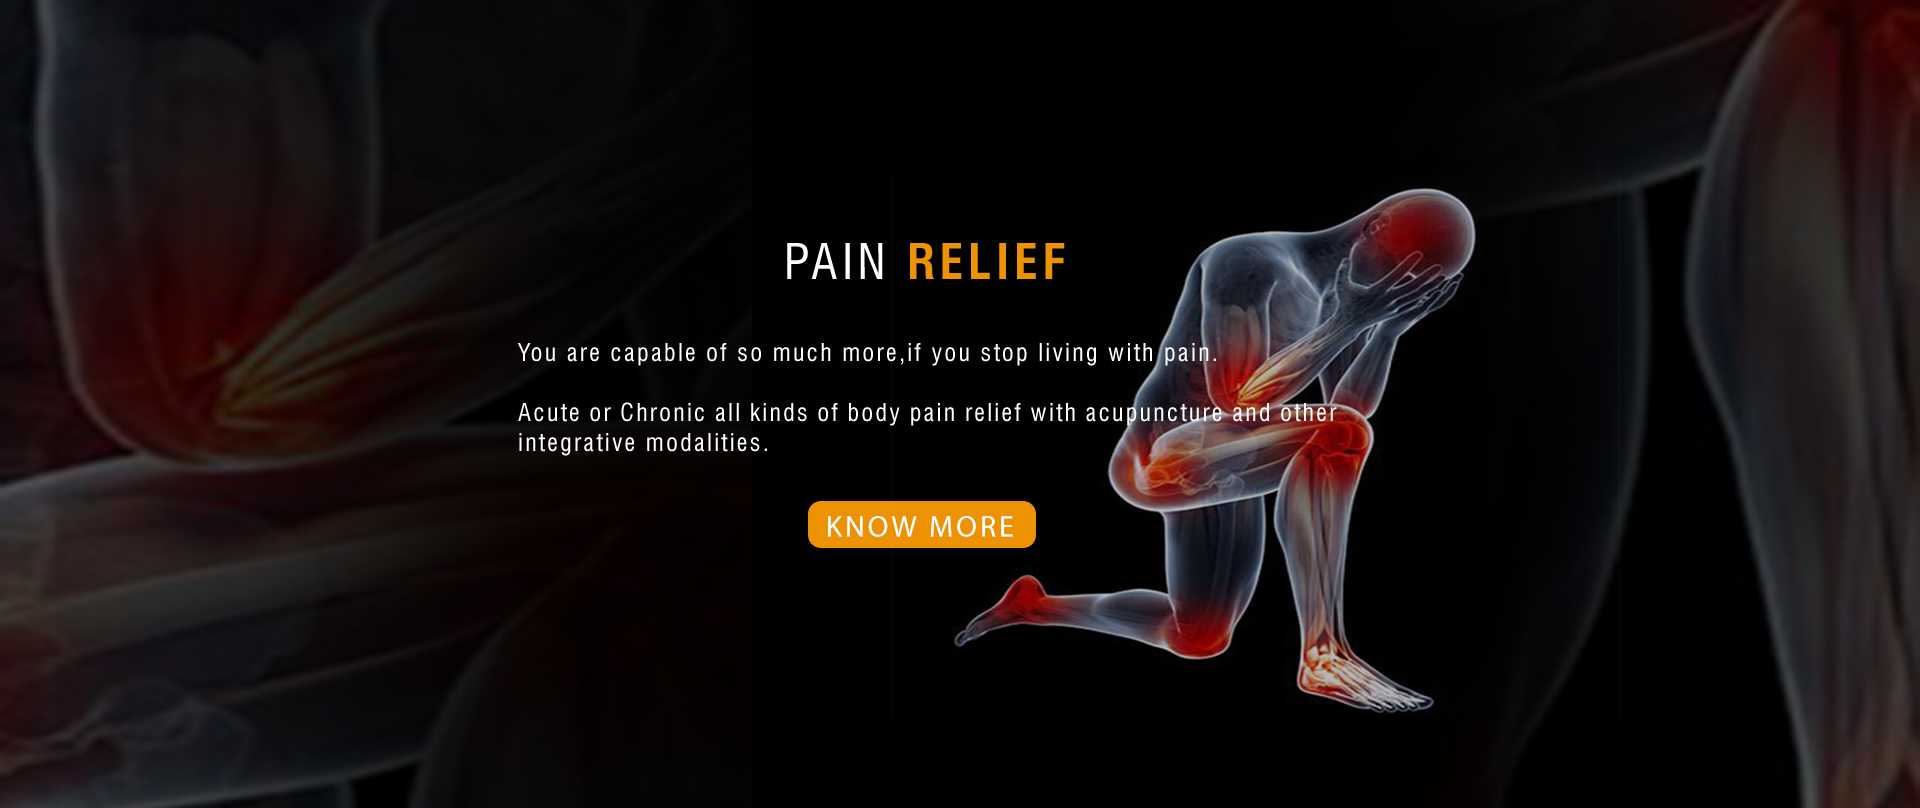 PAIN RELIEF
You are capable of so much more,if you stop living with pain.
Acute or Chronic all kinds of body pain relief with acupuncture and other
integrative modalities.
KNOW MORE